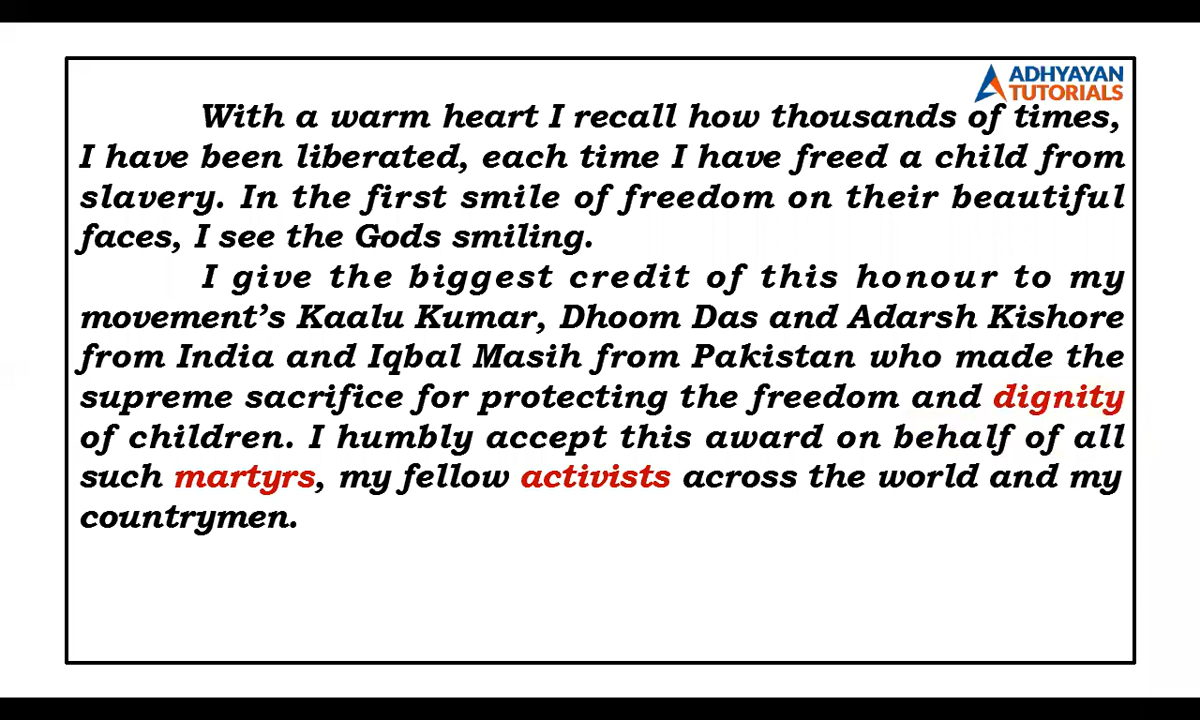 ADHYAYAN
TUTORIALS
With a warm heart I recall how thousands of times,
I have been liberated, each time I have freed a child from
slavery. In the first smile of freedom on their beautiful
faces, I see the Gods smiling.
I give the biggest credit of this honour to my
movement's Kaalu Kumar, Dhoom Das and Adarsh Kishore
from India and Iqbal Masih from Pakistan who made the
supreme sacrifice for protecting the freedom and dignity
of children. I humbly accept this award on behalf of all
such martyrs, my fellow activists across the world and my
countrymen.